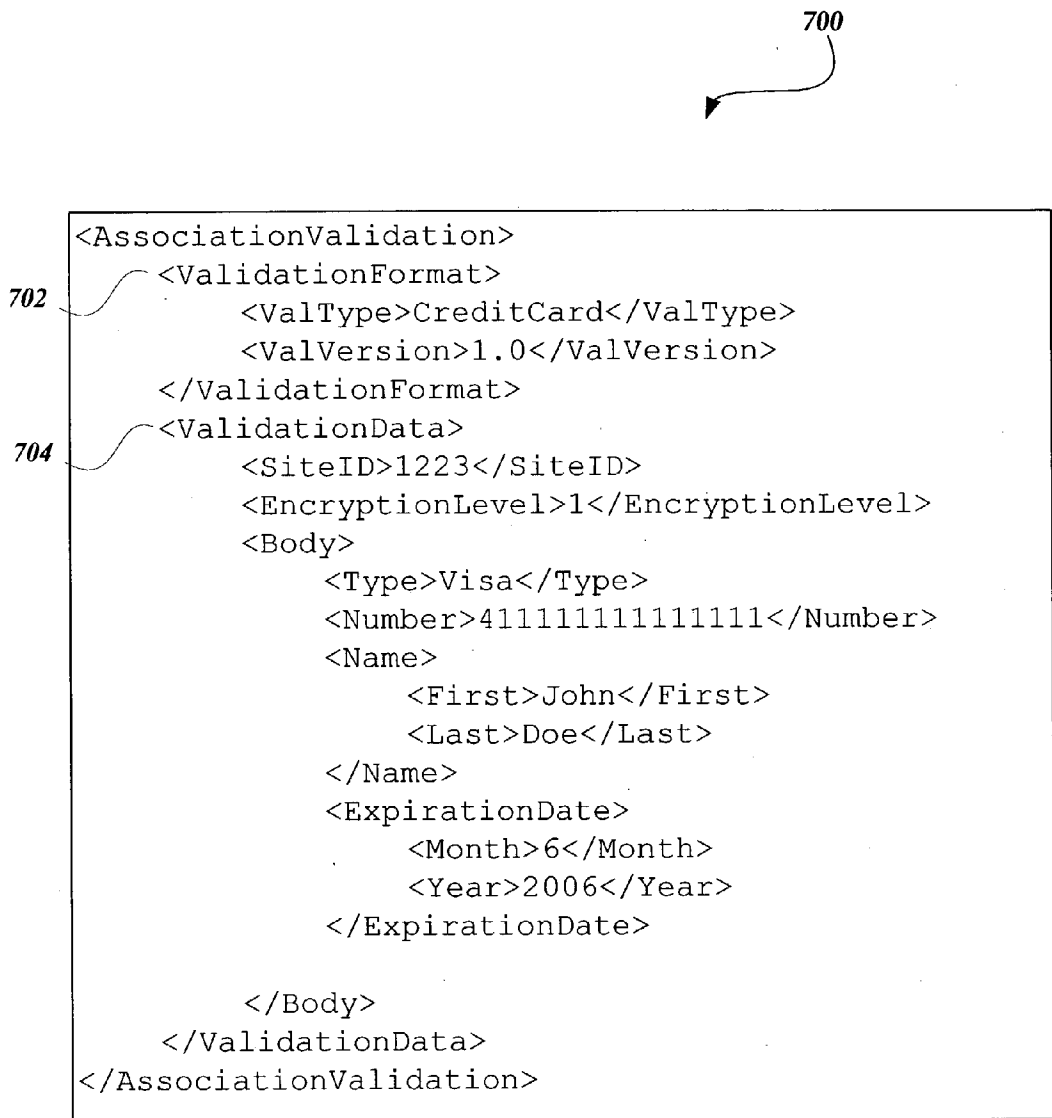 700
<AssociationValidation>
702 <ValidationFormat>
<ValType>CreditCard</ValType>
<ValVersion>1.0</ValVersion>
</ValidationFormat>
704 <ValidationData>
<SiteID>1223</SiteID>
<EncryptionLevel>1</EncryptionLevel>
<Body>
<Type>Visa</Type>
<Number>411111111111111</Number>
<Name>
<First>John</First>
<Last>Doe</Last>
</Name>
<ExpirationDate>
<Month>6</Month>
<Year>2006</Year>
</ExpirationDate>
</Body>
</ValidationData>
</AssociationValidation>